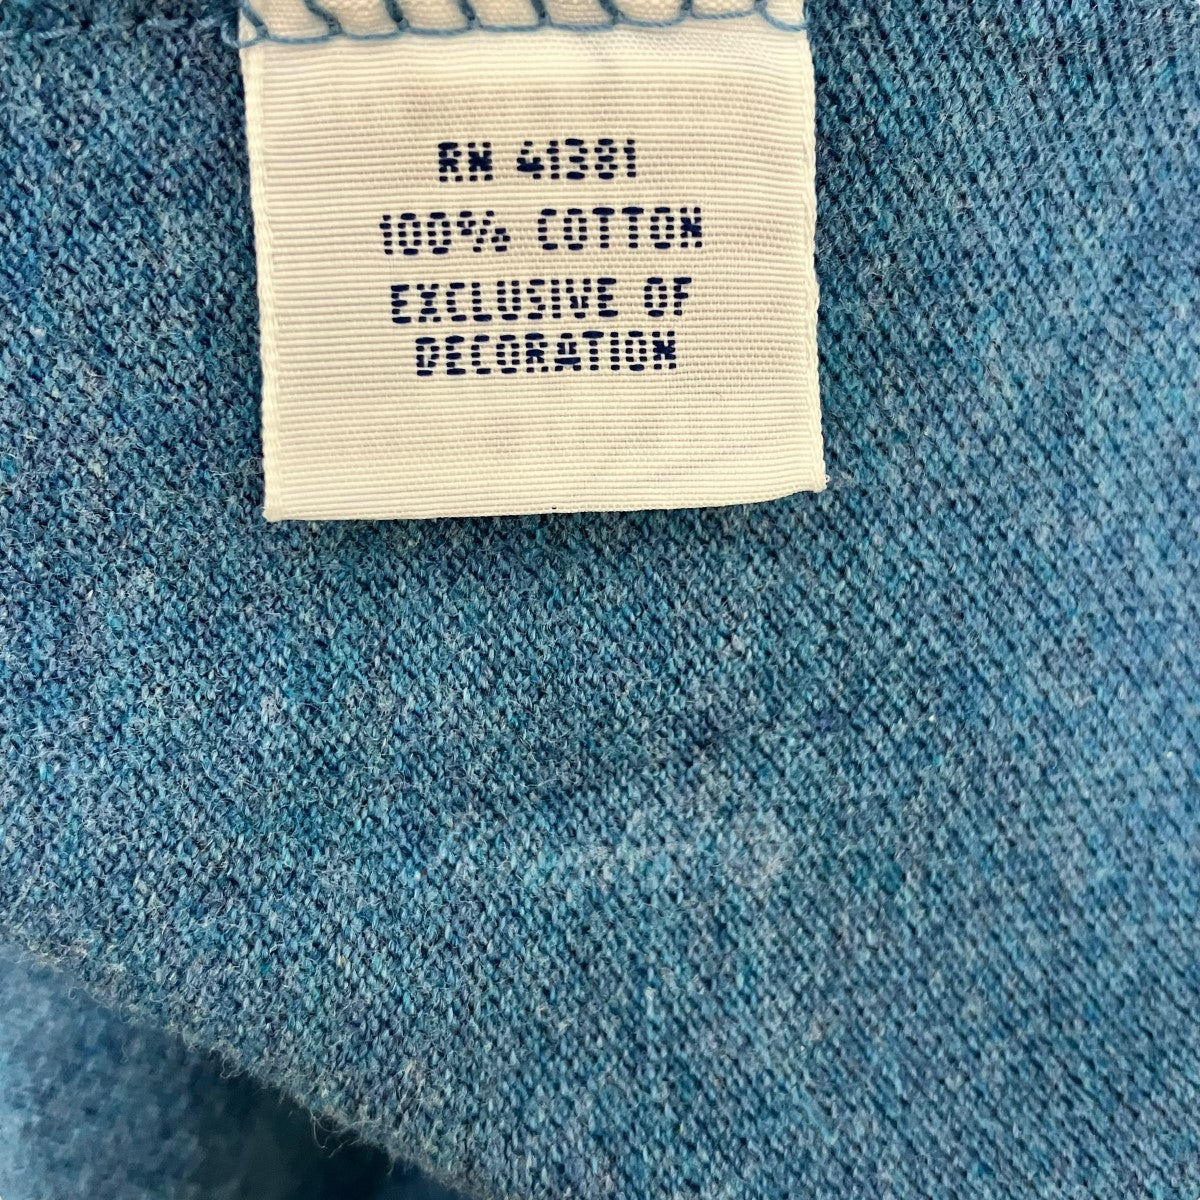 RN 41381
100% COTTON
EXCLUSIVE OF
DECORATION